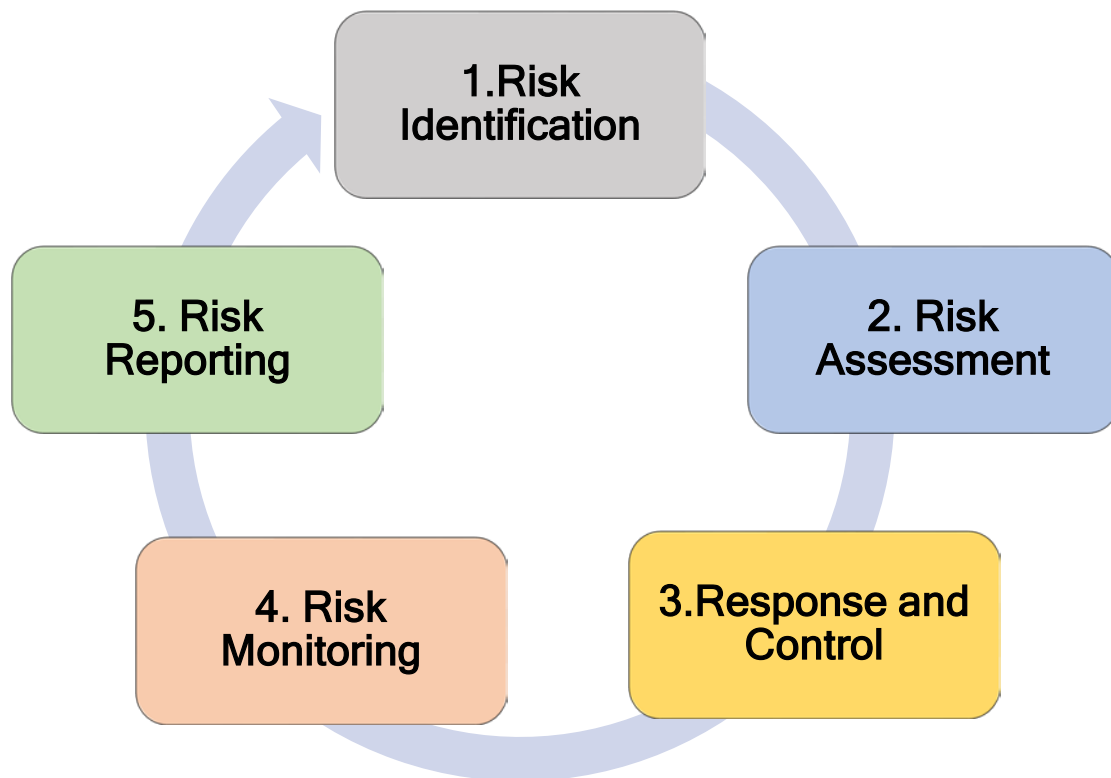 1.Risk
Identification
2. Risk
Assessment
3.Response and
Control
4. Risk
Monitoring
5. Risk
Reporting